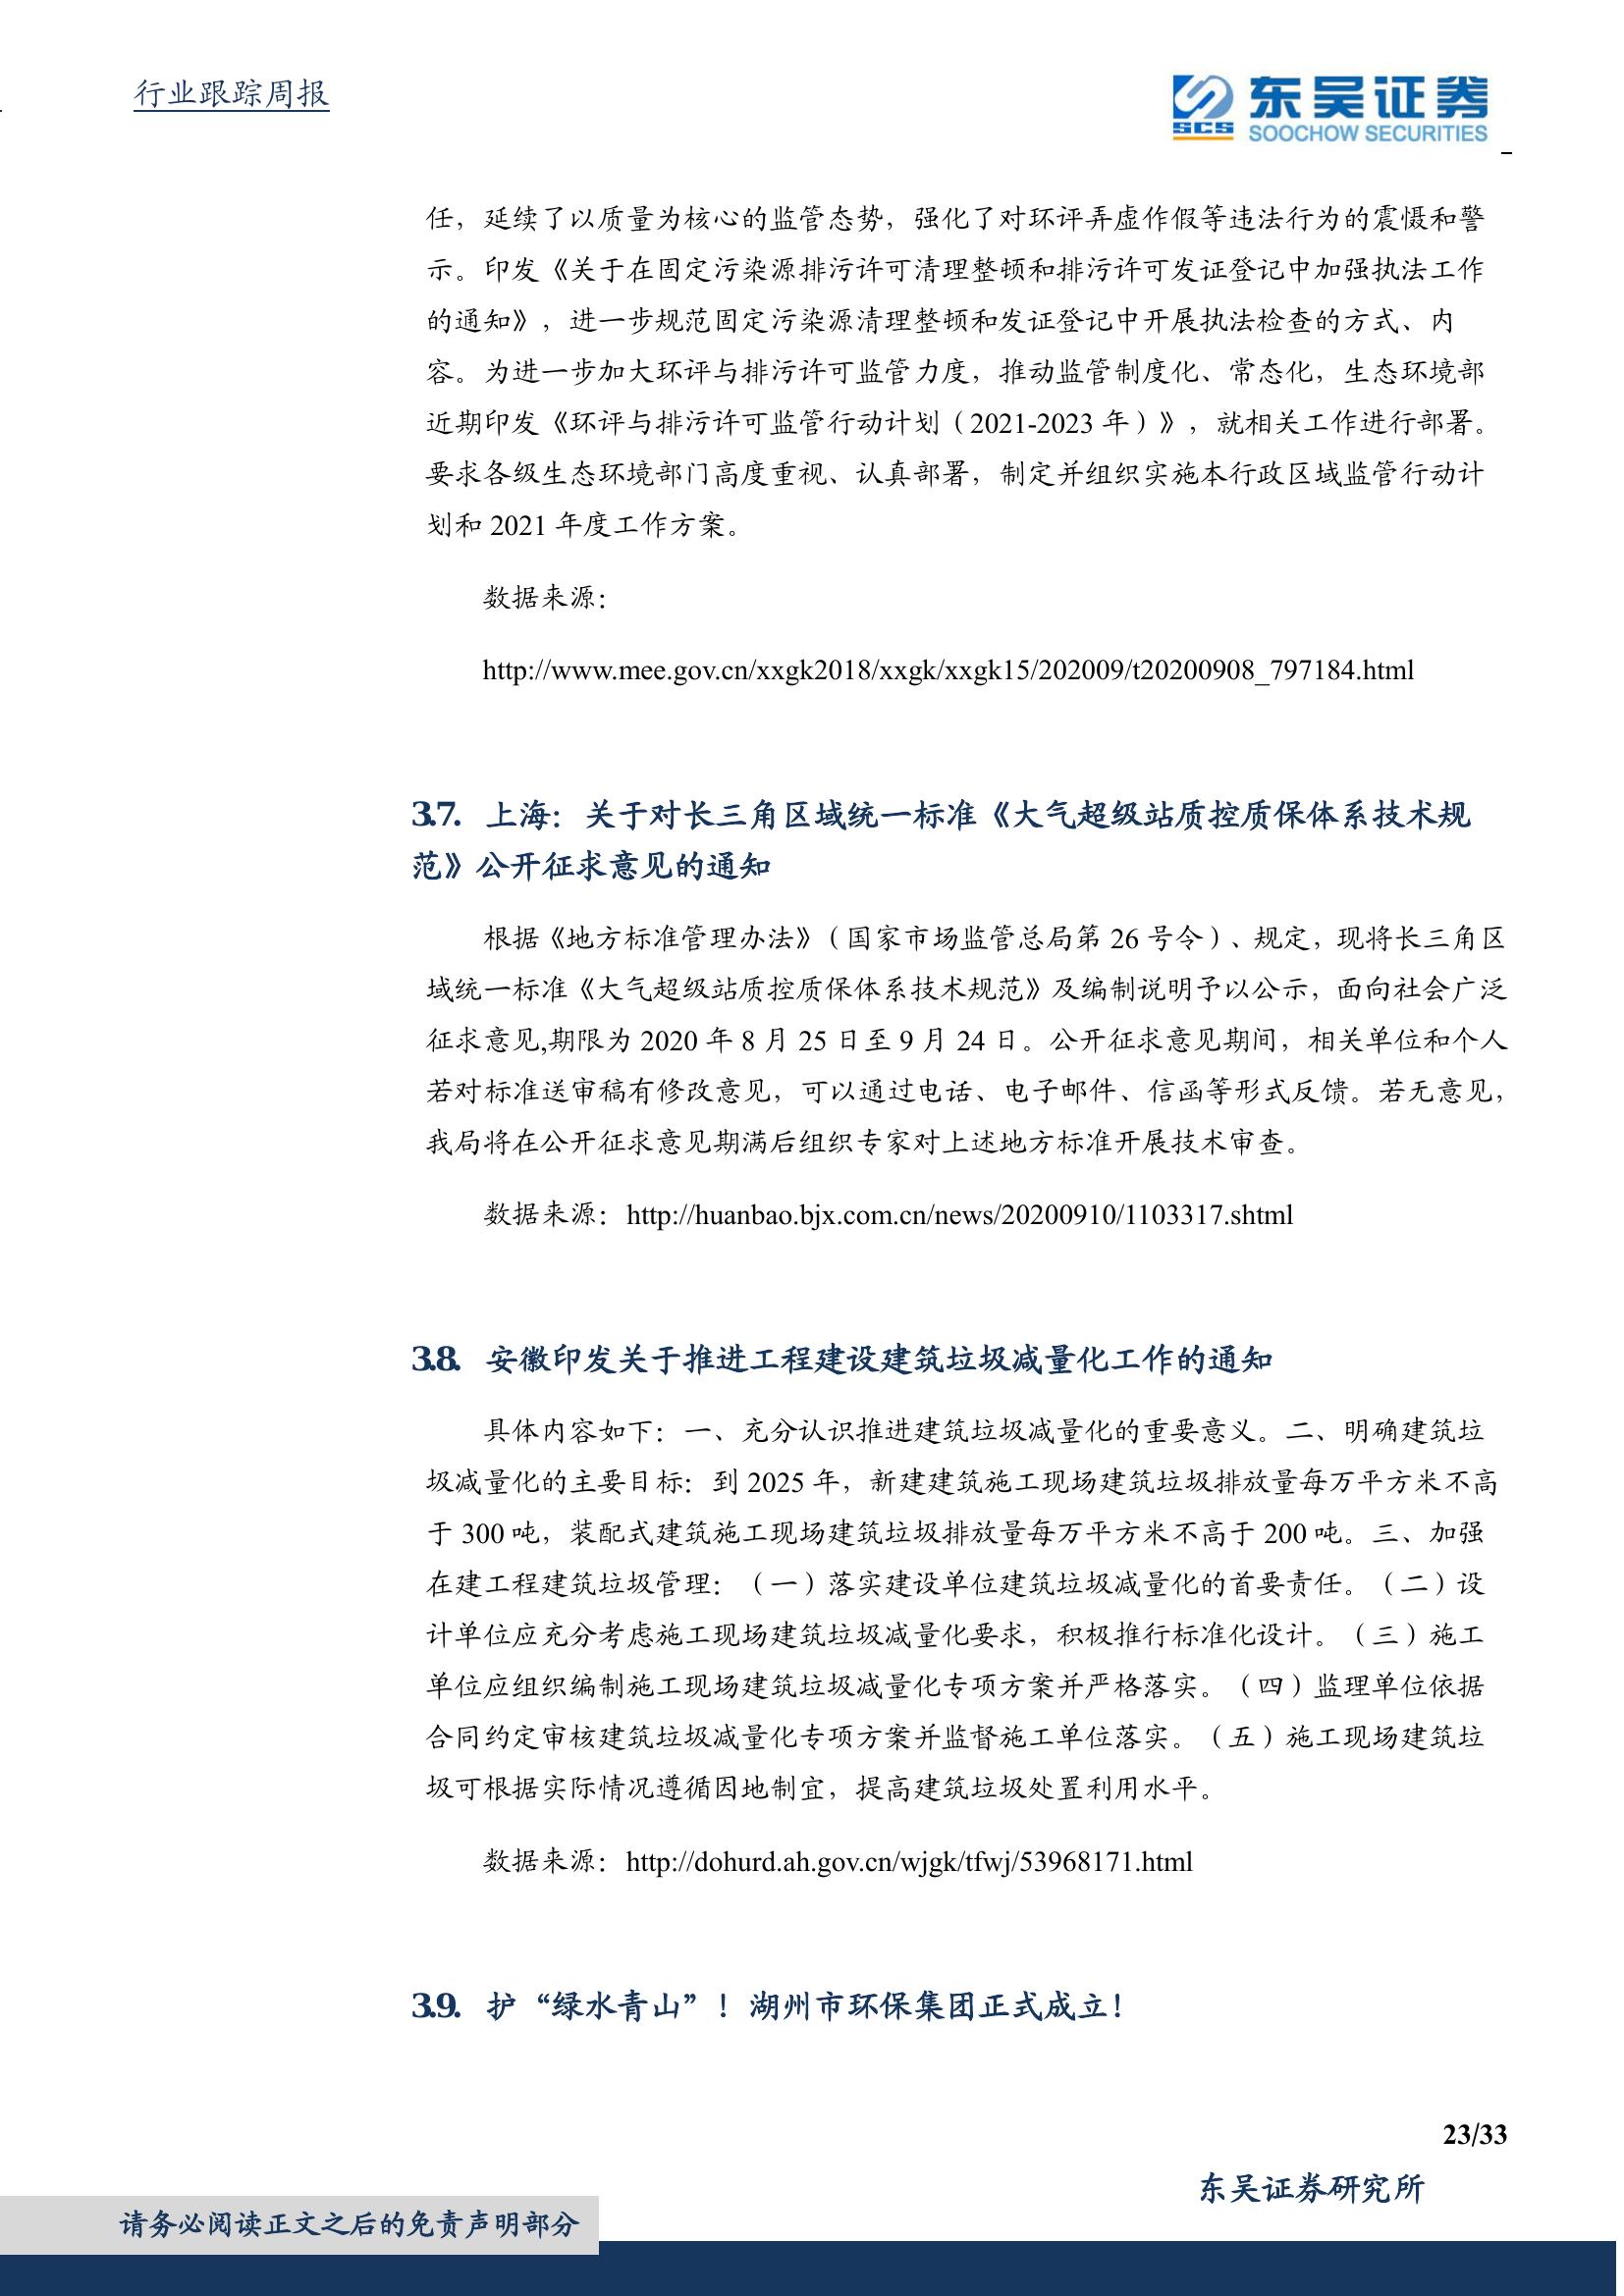 行业跟踪周报
SCS
东吴证券
SOOCHOW SECURITIES
任，延续了以质量为核心的监管态势，强化了对环评弄虚作假等违法行为的震慑和警
示。印发《关于在固定污染源排污许可清理整顿和排污许可发证登记中加强执法工作
的通知》，进一步规范固定污染源清理整顿和发证登记中开展执法检查的方式、内
容。为进一步加大环评与排污许可监管力度，推动监管制度化、常态化，生态环境部
近期印发《环评与排污许可监管行动计划（2021-2023 年）》，就相关工作进行部署。
要求各级生态环境部门高度重视、认真部署，制定并组织实施本行政区域监管行动计
划和 2021 年度工作方案。
数据来源：
http://www.mee.gov.cn/xxgk2018/xxgk/xxgk15/202009/t20200908_797184.html
3.7. 上海：关于对长三角区域统一标准《大气超级站质控质保体系技术规
范》公开征求意见的通知
根据《地方标准管理办法》（国家市场监管总局第 26 号令）、规定，现将长三角区
域统一标准《大气超级站质控质保体系技术规范》及编制说明予以公示，面向社会广泛
征求意见,期限为 2020 年 8 月 25 日至 9 月 24 日。公开征求意见期间，相关单位和个人
若对标准送审稿有修改意见，可以通过电话、电子邮件、信函等形式反馈。若无意见，
我局将在公开征求意见期满后组织专家对上述地方标准开展技术审查。
数据来源：http://huanbao.bjx.com.cn/news/20200910/1103317.shtml
3.8. 安徽印发关于推进工程建设建筑垃圾减量化工作的通知
具体内容如下：一、充分认识推进建筑垃圾减量化的重要意义。二、明确建筑垃
圾减量化的主要目标：到 2025 年，新建建筑施工现场建筑垃圾排放量每万平方米不高
于 300 吨，装配式建筑施工现场建筑垃圾排放量每万平方米不高于 200 吨。三、加强
在建工程建筑垃圾管理：（一）落实建设单位建筑垃圾减量化的首要责任。（二）设
计单位应充分考虑施工现场建筑垃圾减量化要求，积极推行标准化设计。（三）施工
单位应组织编制施工现场建筑垃圾减量化专项方案并严格落实。（四）监理单位依据
合同约定审核建筑垃圾减量化专项方案并监督施工单位落实。（五）施工现场建筑垃
圾可根据实际情况遵循因地制宜，提高建筑垃圾处置利用水平。
数据来源：http://dohurd.ah.gov.cn/wjgk/tfwj/53968171.html
3.9. 护“绿水青山”！湖州市环保集团正式成立！
23/33
东吴证券研究所
请务必阅读正文之后的免责声明部分